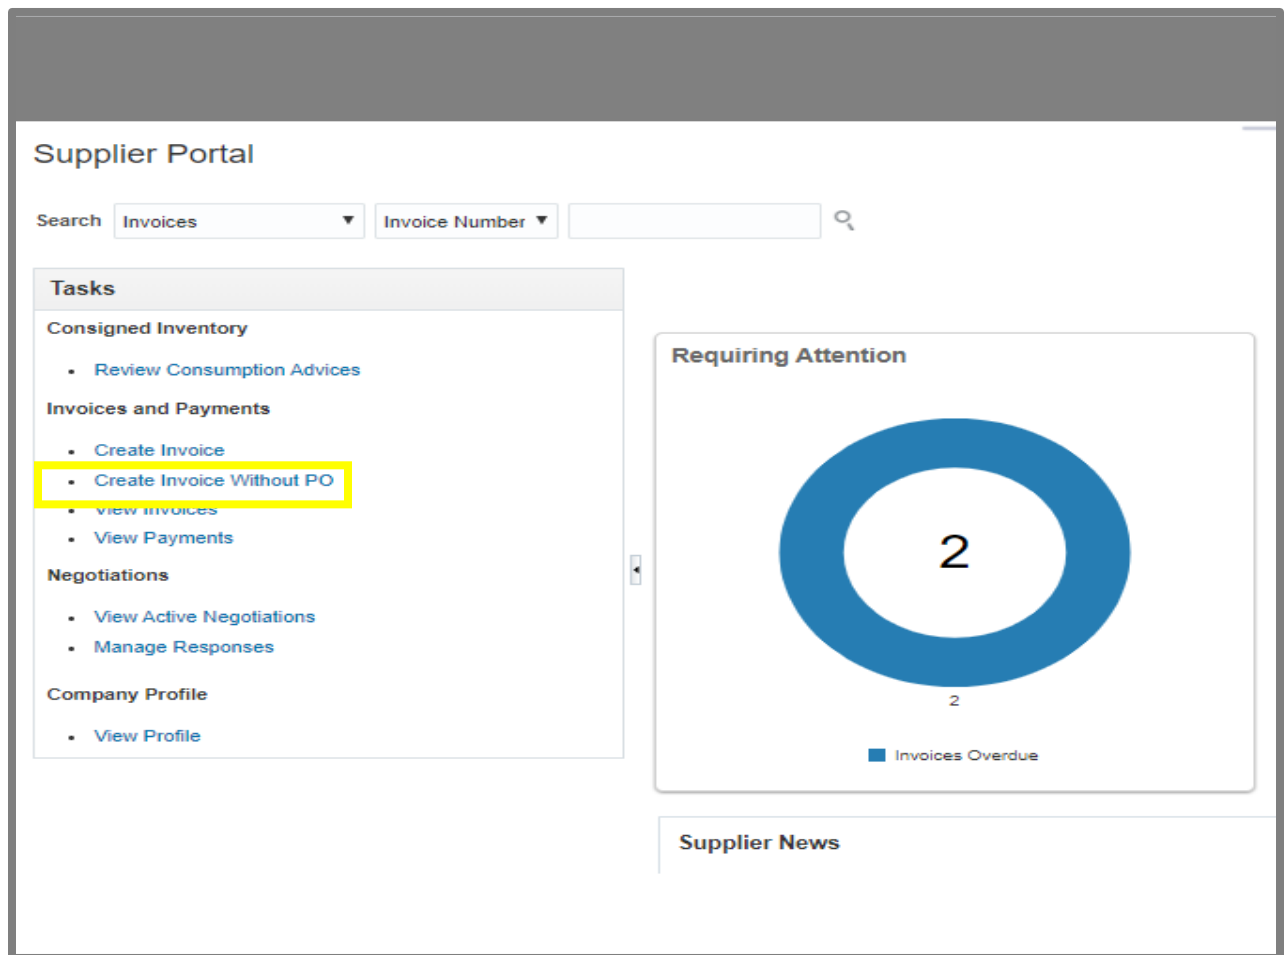 Supplier Portal
Search Invoices Invoice Number
Tasks
Consigned Inventory
Review Consumption Advices
Invoices and Payments
Create Invoice
Create Invoice Without PO
View Invoices
View Payments
Negotiations
View Active Negotiations
Manage Responses
Company Profile
View Profile
Requiring Attention
2
2
Invoices Overdue
Supplier News